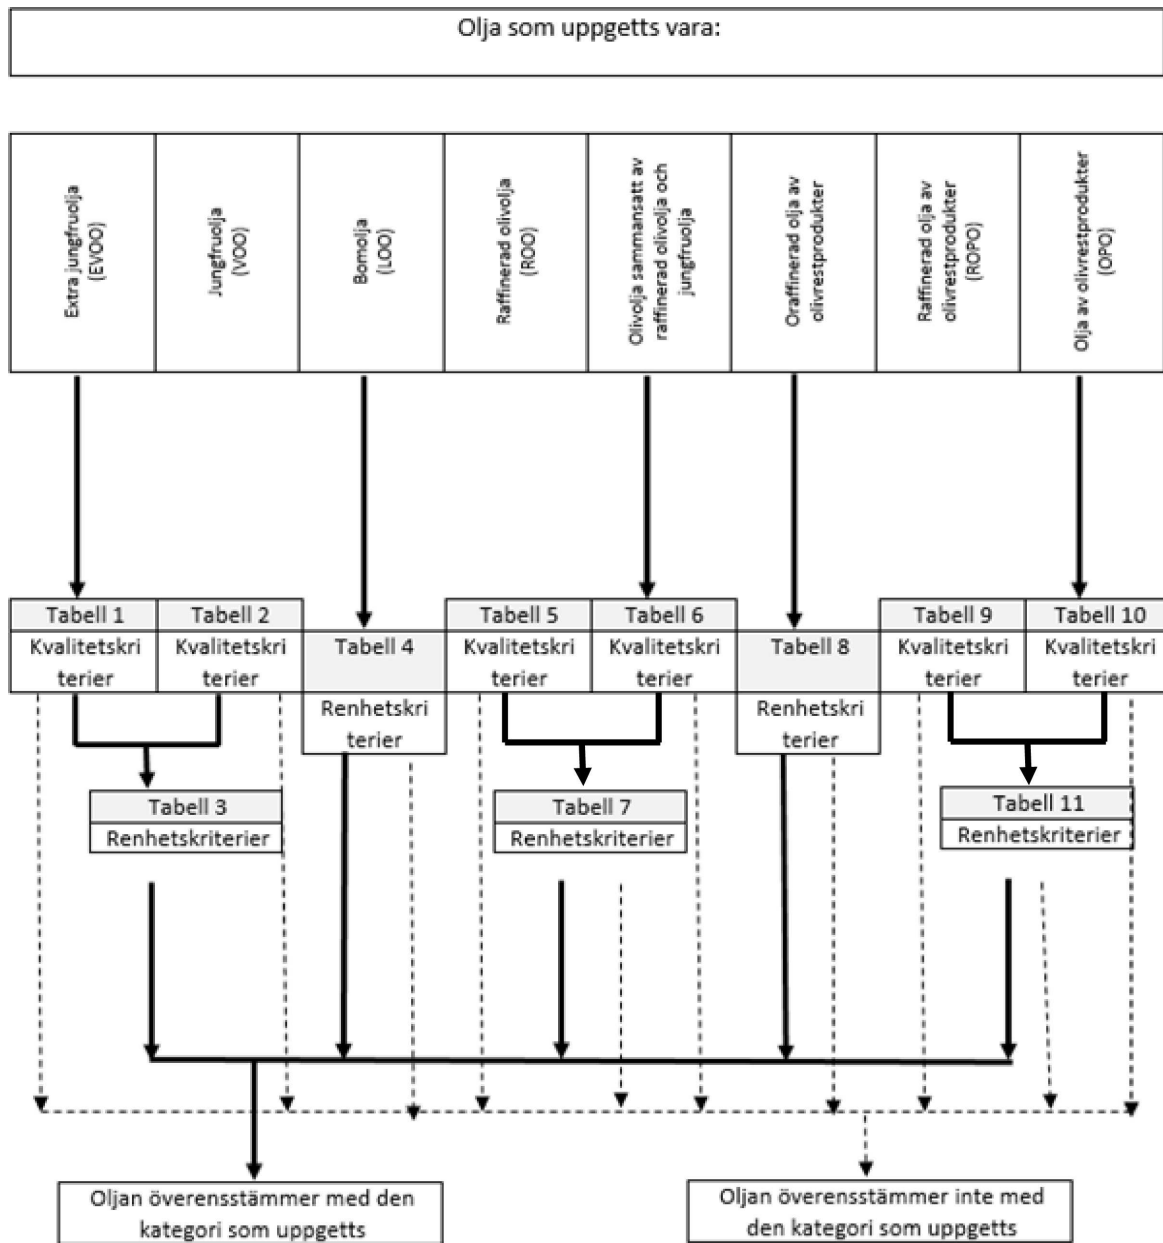 Olja som uppgetts vara:
Extra jungfruolja
(EVOO)
Jungfruolja
(VOO)
Bomolja
(LOO)
Raffinerad olivolja
(ROO)
Olivolja sammansatt av
raffinerad olivolja och
jungfruolja
Oraffinerad olja av
olivrestprodukter
Raffinerad olja av
olivrestprodukter
(ROPO)
Olja av olivrestprodukter
(OPO)
Tabell 1
Kvalitetskri
terier
Tabell 2
Kvalitetskri
terier
Tabell 4
Renhetskri
terier
Tabell 5
Kvalitetskri
terier
Tabell 6
Kvalitetskri
terier
Tabell 8
Renhetskri
terier
Tabell 9
Kvalitetskri
terier
Tabell 10
Kvalitetskri
terier
Tabell 3
Renhetskriterier
Tabell 7
Renhetskriterier
Tabell 11
Renhetskriterier
Oljan överensstämmer med den
kategori som uppgetts
Oljan överensstämmer inte med
den kategori som uppgetts